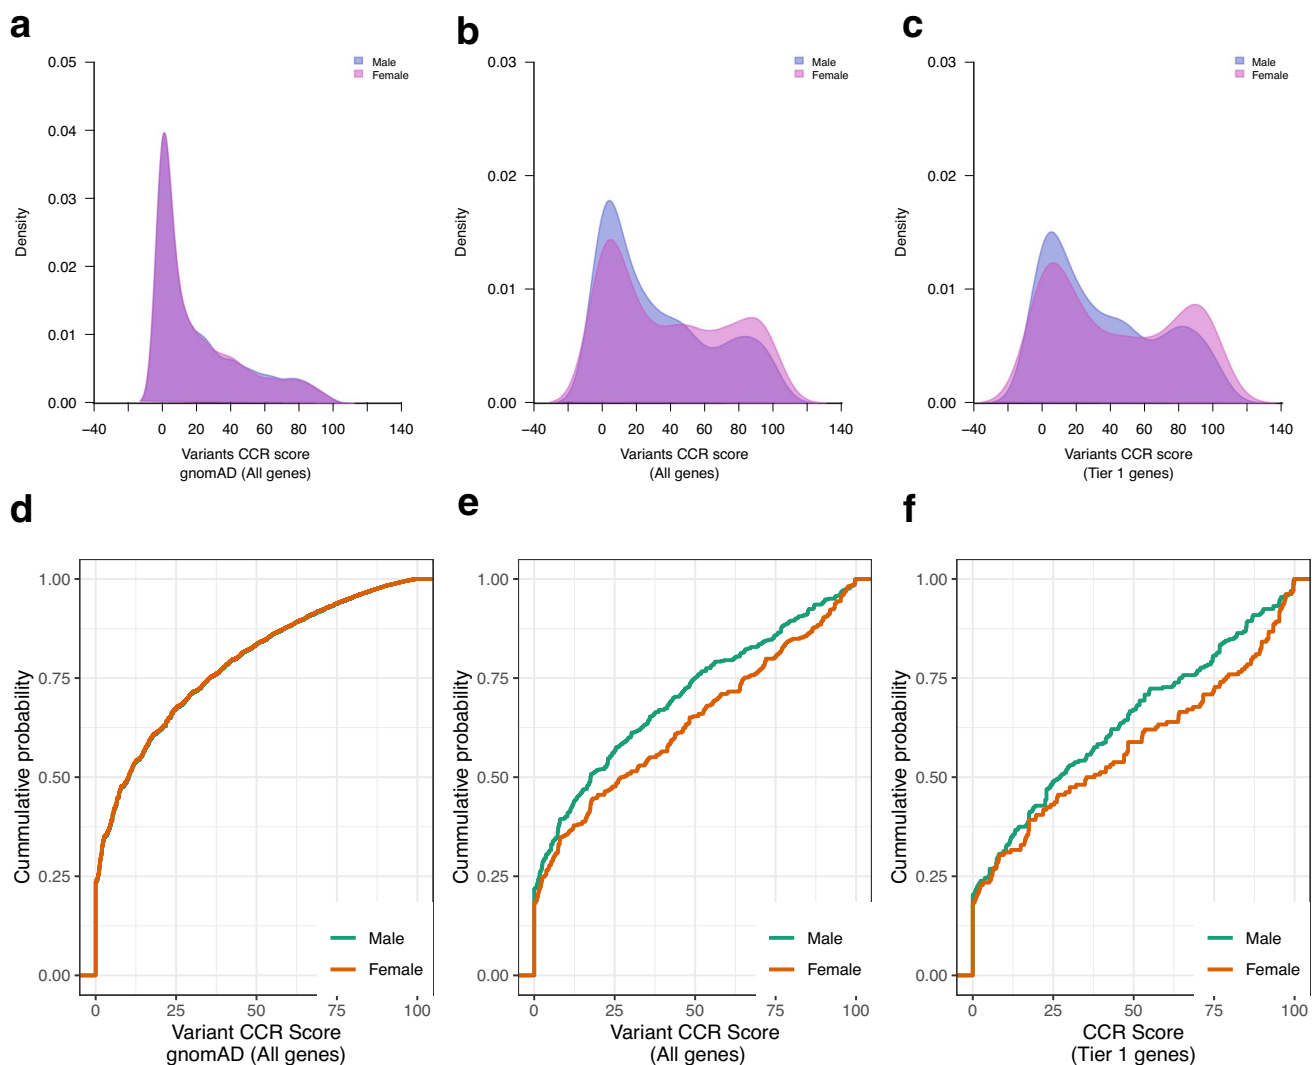 a
Male
Female
0.05
0.04
0.03
0.02
0.01
0.00
Density
−40
0
20
40
60
80
100
140
Variants CCR score
gnomAD (All genes)
b
Male
Female
0.03
0.02
0.01
0.00
Density
−40
0
20
40
60
80
100
140
Variants CCR score
(All genes)
c
Male
Female
0.03
0.02
0.01
0.00
Density
−40
0
20
40
60
80
100
140
Variants CCR score
(Tier 1 genes)
d
1.00
0.75
0.50
0.25
0.00
Cummulative probability
Male
Female
0
25
50
75
100
Variant CCR Score
gnomAD (All genes)
e
1.00
0.75
0.50
0.25
0.00
Cummulative probability
Male
Female
0
25
50
75
100
Variant CCR Score
(All genes)
f
1.00
0.75
0.50
0.25
0.00
Cummulative probability
Male
Female
0
25
50
75
100
CCR Score
(Tier 1 genes)